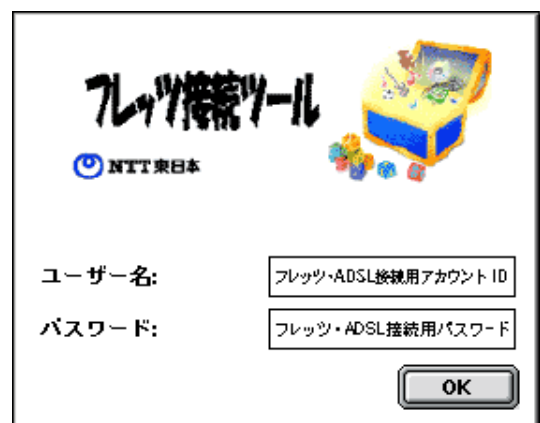 フレッツ接続ツール
NTT東日本
ユーザー名:
フレッツ・ADSL接続用アカウントID
パスワード:
フレッツ・ADSL接続用パスワード
OK